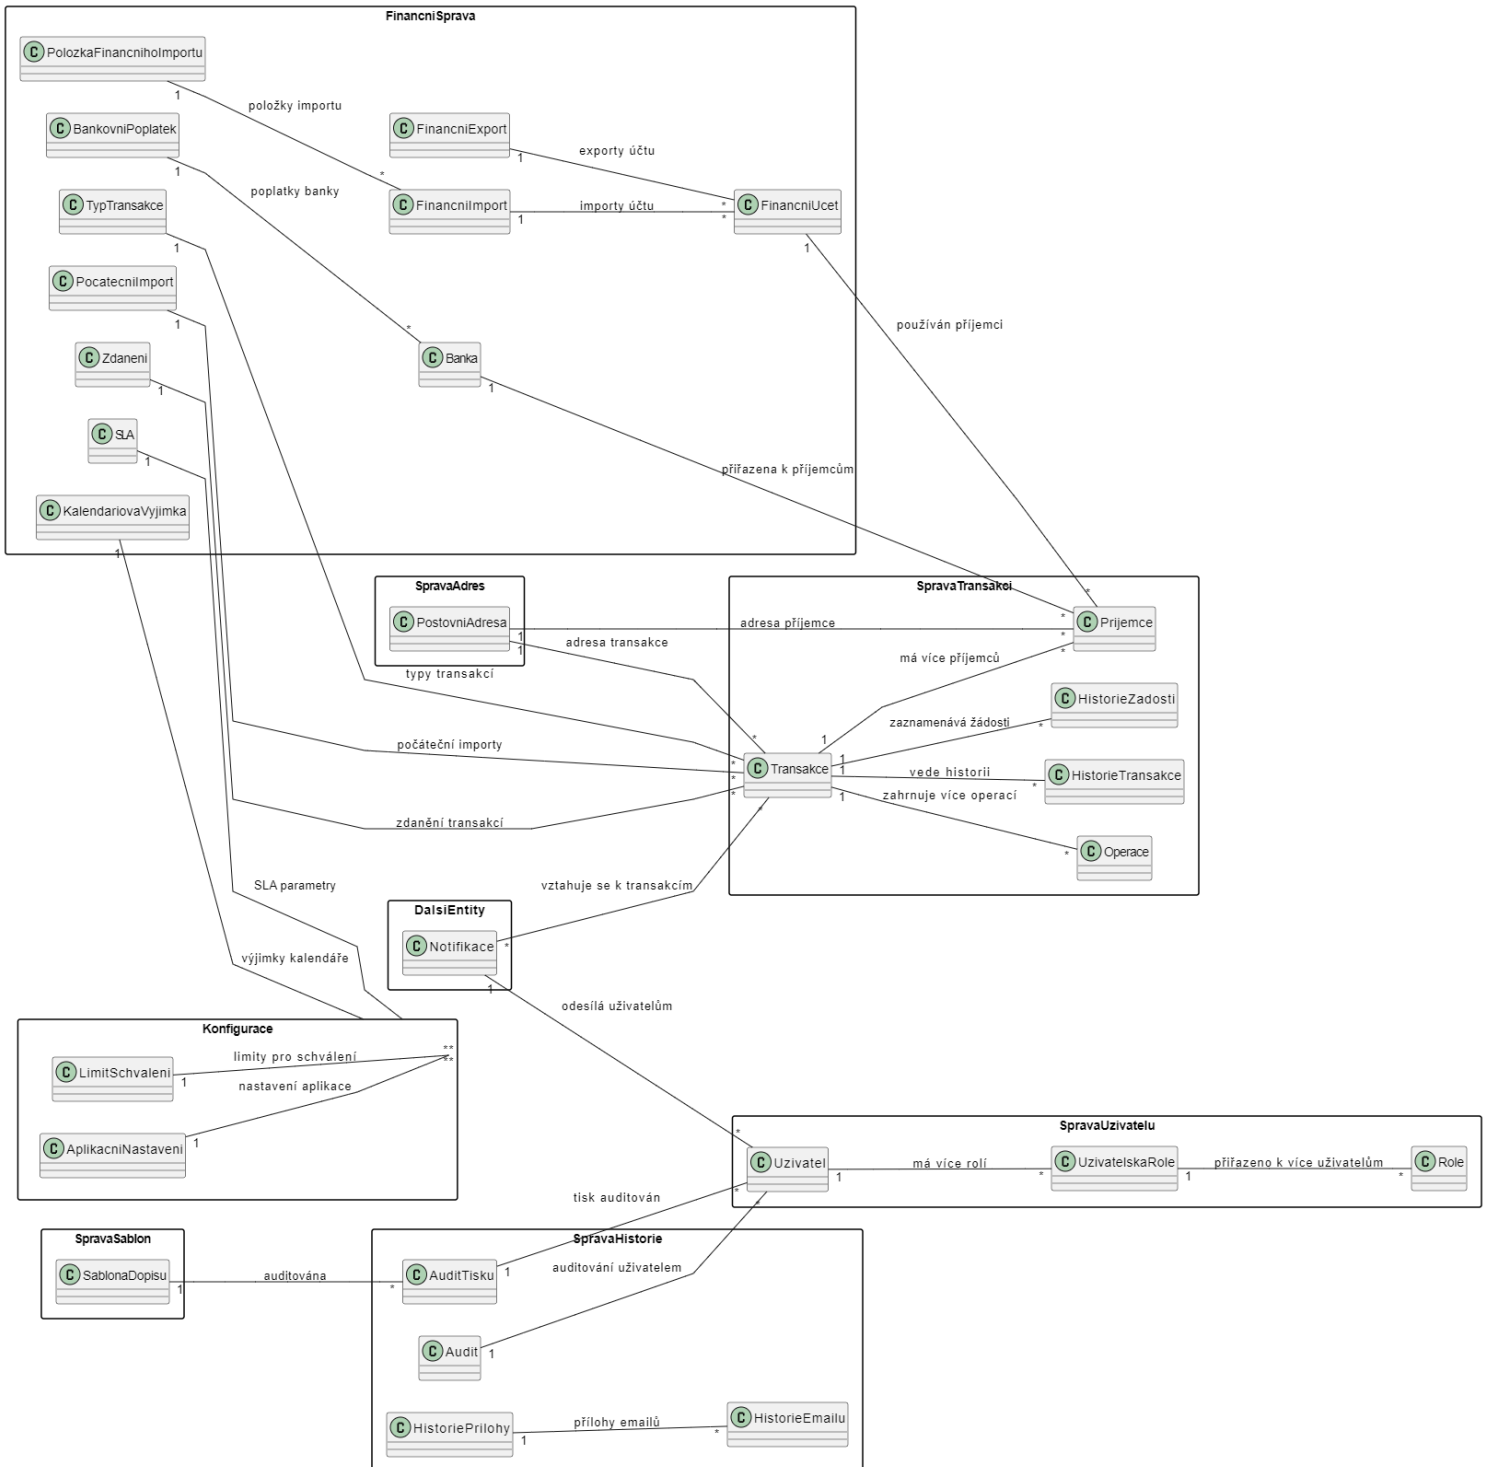 FinancniSprava
C PolozkaFinancnihoImportu
1
položky importu
C BankovniPoplatek
1
C FinancniExport
1
exporty účtu
poplatky banky
*
C TypTransakce
1
C FinancniImport
1
importy účtu
*
*
C FinancniUcet
1
C PocatecniImport
1
používán příjemci
*
C Zdaneni
1
C Banka
1
C SLA
1
přiřazena k příjemcům
C KalendariovaVyjimka
1
SpravaAdres
SpravaTransakci
*
C PostovniAdresa
1
1
adresa příjemce
adresa transakce
*
*
*
C Prijemce
má více příjemců
typy transakcí
C HistorieZadosti
zaznamenává žádosti
*
1
*
počáteční importy
*
*
*
C Transakce
1
1
1
vede historii
*
C HistorieTransakce
zahrnuje více operací
zdanění transakcí
*
*
C Operace
SLA parametry
vztahuje se k transakcím
DalsiEntity
C Notifikace
*
1
výjimky kalendáře
odesílá uživatelům
Konfigurace
**
**
limity pro schválení
C LimitSchvaleni
1
nastavení aplikace
C AplikacniNastaveni
1
SpravaUzivatelu
*
C Uzivatel
1
má více rolí
*
C UzivatelskaRole
1
přiřazeno k více uživatelům
*
C Role
*
*
tisk auditován
SpravaSablon
SpravaHistorie
C SablonaDopisu
1
auditována
*
C AuditTisku
1
auditování uživatelem
C Audit
1
C HistoriePrilohy
1
přílohy emailů
*
C HistorieEmailu